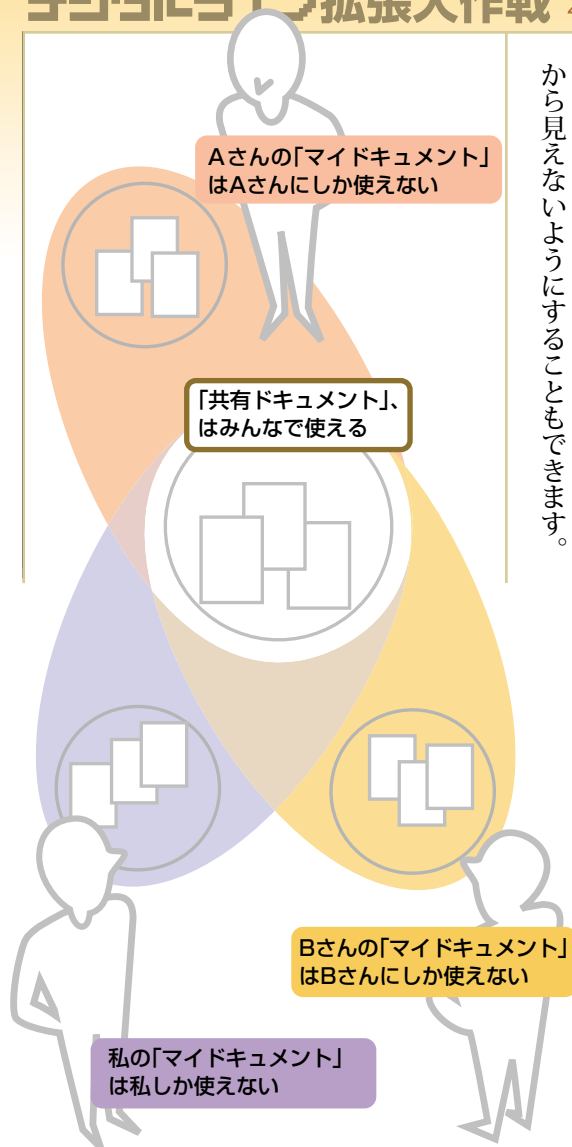 拡張大作戦
から見えないようにすることもできます。
Aさんの「マイドキュメント」
はAさんにしか使えない
「共有ドキュメント」、
はみんなで使える
Bさんの「マイドキュメント」
はBさんにしか使えない
私の「マイドキュメント」
は私しか使えない